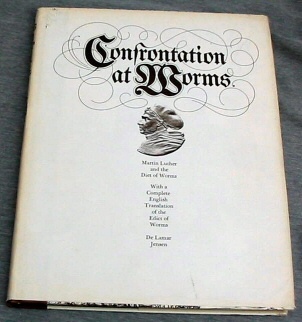 Confrontation
at Worms.
Martin Luther
and the
Diet of Worms
With a
Complete
English
Translation
of the
Edict of
Worms
De Lamar
Jensen